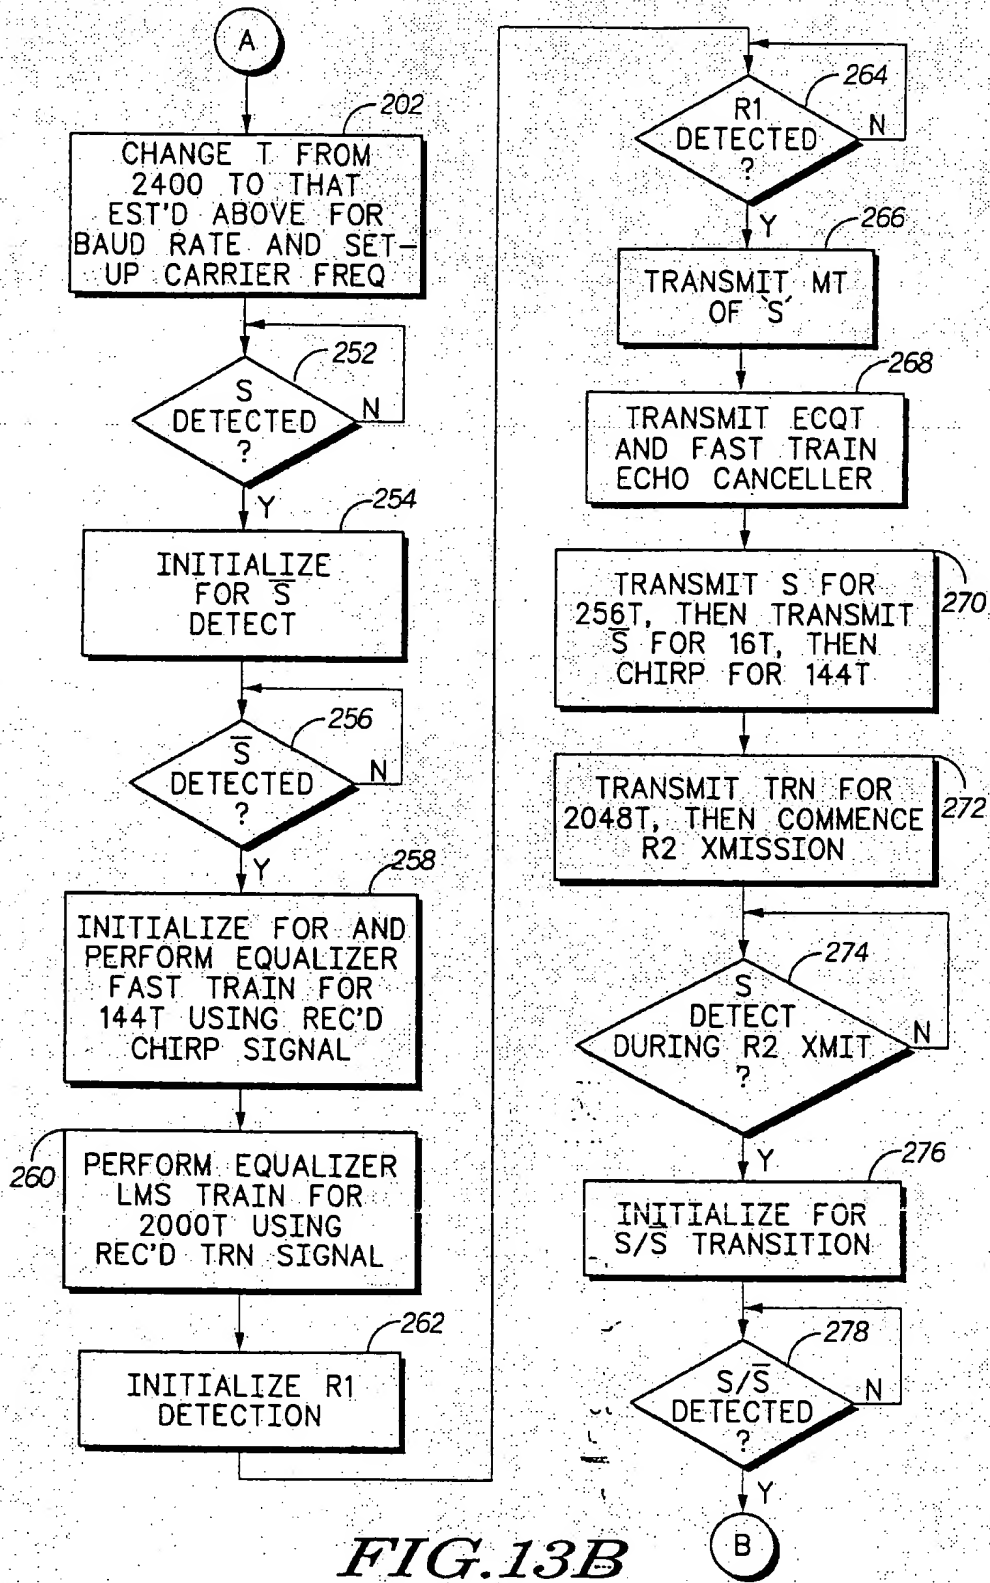 A
202
CHANGE T FROM
2400 TO THAT
EST'D ABOVE FOR
BAUD RATE AND SET-
UP CARRIER FREQ
252
S
DETECTED
?
N
Y
254
INITIALIZE
FOR S̅
DETECT
256
S̅
DETECTED
?
N
Y
258
INITIALIZE FOR AND
PERFORM EQUALIZER
FAST TRAIN FOR
144T USING REC'D
CHIRP SIGNAL
260
PERFORM EQUALIZER
LMS TRAIN FOR
2000T USING
REC'D TRN SIGNAL
262
INITIALIZE R1
DETECTION
264
R1
DETECTED
?
N
Y
266
TRANSMIT MT
OF 'S'
268
TRANSMIT ECQT
AND FAST TRAIN
ECHO CANCELLER
270
TRANSMIT S FOR
256T, THEN TRANSMIT
S̅ FOR 16T, THEN
CHIRP FOR 144T
272
TRANSMIT TRN FOR
2048T, THEN COMMENCE
R2 XMISSION
274
S
DETECT
DURING R2 XMIT
?
N
Y
276
INITIALIZE FOR
S/S̅ TRANSITION
278
S/S̅
DETECTED
?
N
Y
B
FIG.13B